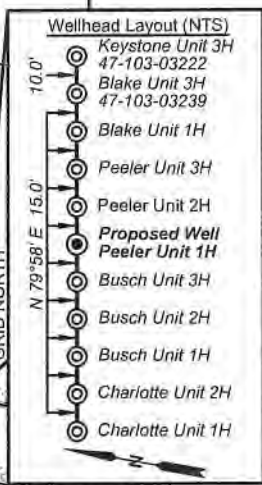 Wellhead Layout (NTS)
Keystone Unit 3H
47-103-03222
10.0'
Blake Unit 3H
47-103-03239
Blake Unit 1H
Peeler Unit 3H
N 79°58' E 15.0'
Peeler Unit 2H
Proposed Well
Peeler Unit 1H
Busch Unit 3H
Busch Unit 2H
Busch Unit 1H
Charlotte Unit 2H
Charlotte Unit 1H
N
GRID NORTH